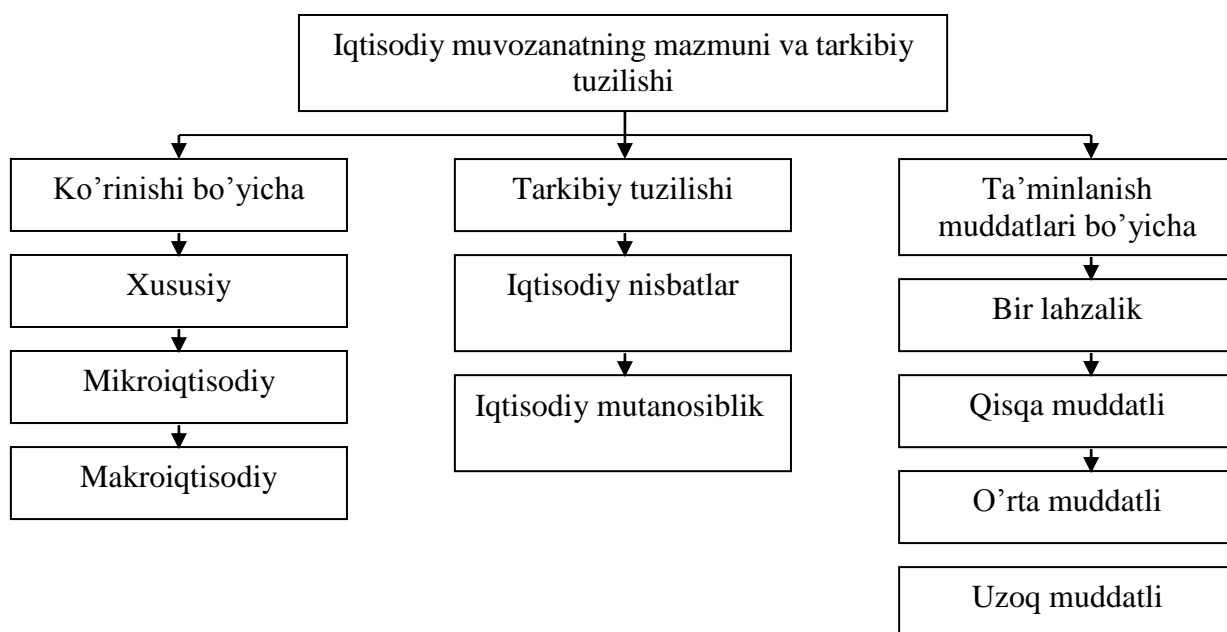 Iqtisodiy muvozanatning mazmuni va tarkibiy
tuzilishi
Ko’rinishi bo’yicha
Xususiy
Mikroiqtisodiy
Makroiqtisodiy
Tarkibiy tuzilishi
Iqtisodiy nisbatlar
Iqtisodiy mutanosiblik
Ta’minlanish
muddatlari bo’yicha
Bir lahzalik
Qisqa muddatli
O’rta muddatli
Uzoq muddatli